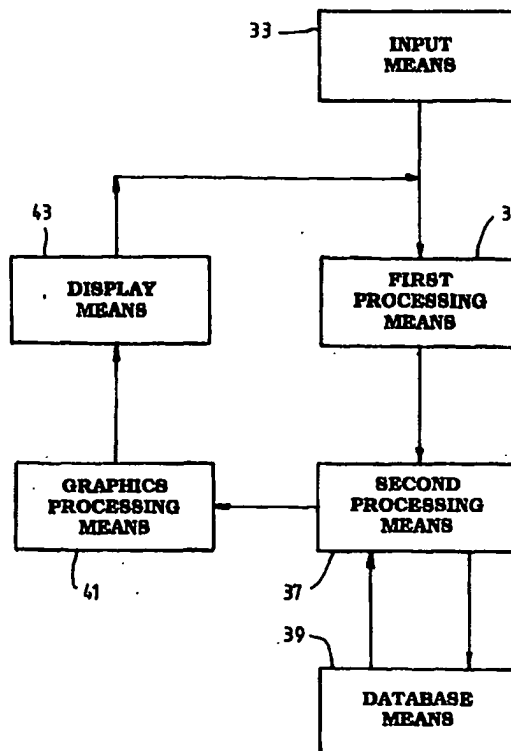 33
INPUT
MEANS
43
DISPLAY
MEANS
3
FIRST
PROCESSING
MEANS
GRAPHICS
PROCESSING
MEANS
41
SECOND
PROCESSING
MEANS
37
39
DATABASE
MEANS